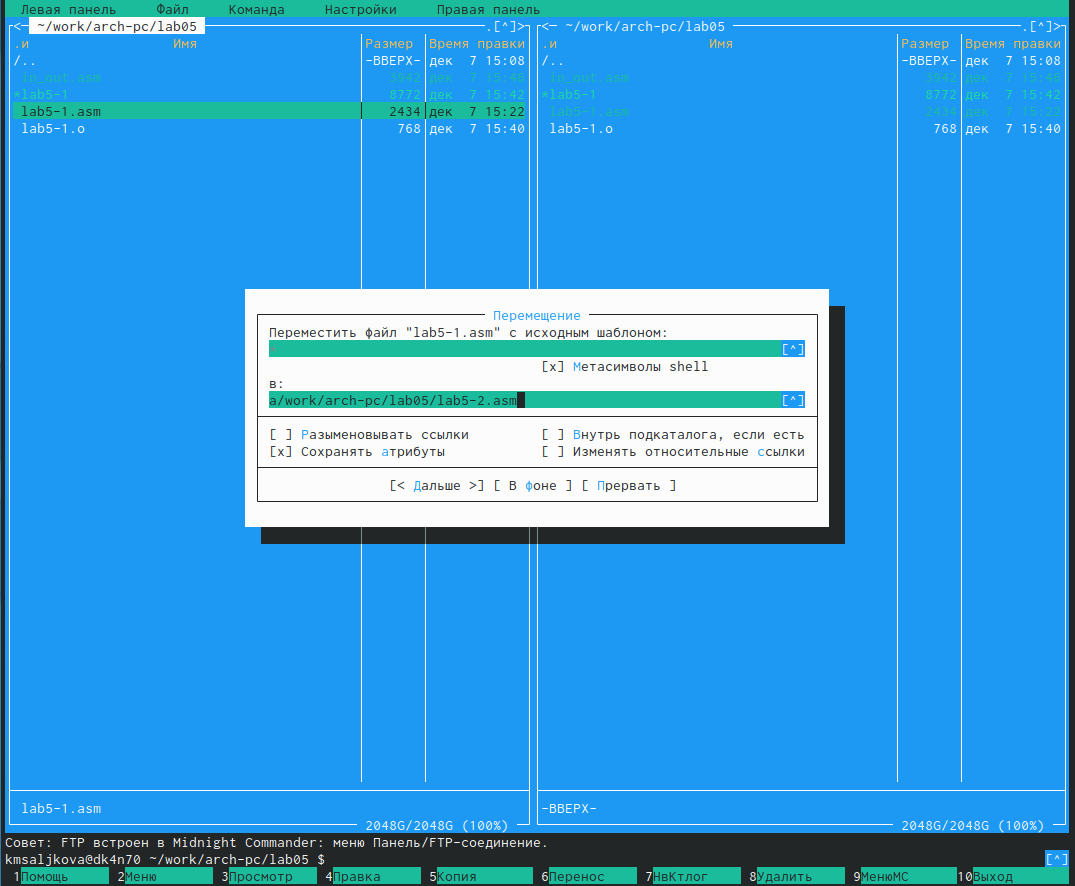 Левая панель Файл Команда Настройки Правая панель
<─ ~/work/arch-pc/lab05 .[^]> <─ ~/work/arch-pc/lab05 .[^]>
.и Имя Размер Время правки .и Имя Размер Время правки
/.. -ВВЕРХ- дек 7 15:08 /.. -ВВЕРХ- дек 7 15:08
in_out.asm 3942 дек 7 15:40 in_out.asm 3942 дек 7 15:40
*lab5-1 8772 дек 7 15:42 *lab5-1 8772 дек 7 15:42
lab5-1.asm 2434 дек 7 15:22 lab5-1.asm 2434 дек 7 15:22
lab5-1.o 768 дек 7 15:40 lab5-1.o 768 дек 7 15:40
Перемещение
Переместить файл "lab5-1.asm" с исходным шаблоном:
[^]
[x] Метасимволы shell
в:
a/work/arch-pc/lab05/lab5-2.asm [^]
[ ] Разыменовывать ссылки [ ] Внутрь подкаталога, если есть
[x] Сохранять атрибуты [ ] Изменять относительные ссылки
[< Дальше >] [ В фоне ] [ Прервать ]
lab5-1.asm -ВВЕРХ-
2048G/2048G (100%) 2048G/2048G (100%)
Совет: FTP встроен в Midnight Commander: меню Панель/FTP-соединение.
kmsaljkova@dk4n70 ~/work/arch-pc/lab05 $ [^]
1Помощь 2Меню 3Просмотр 4Правка 5Копия 6Перенос 7НвКтлог 8Удалить 9МенюМС 10Выход